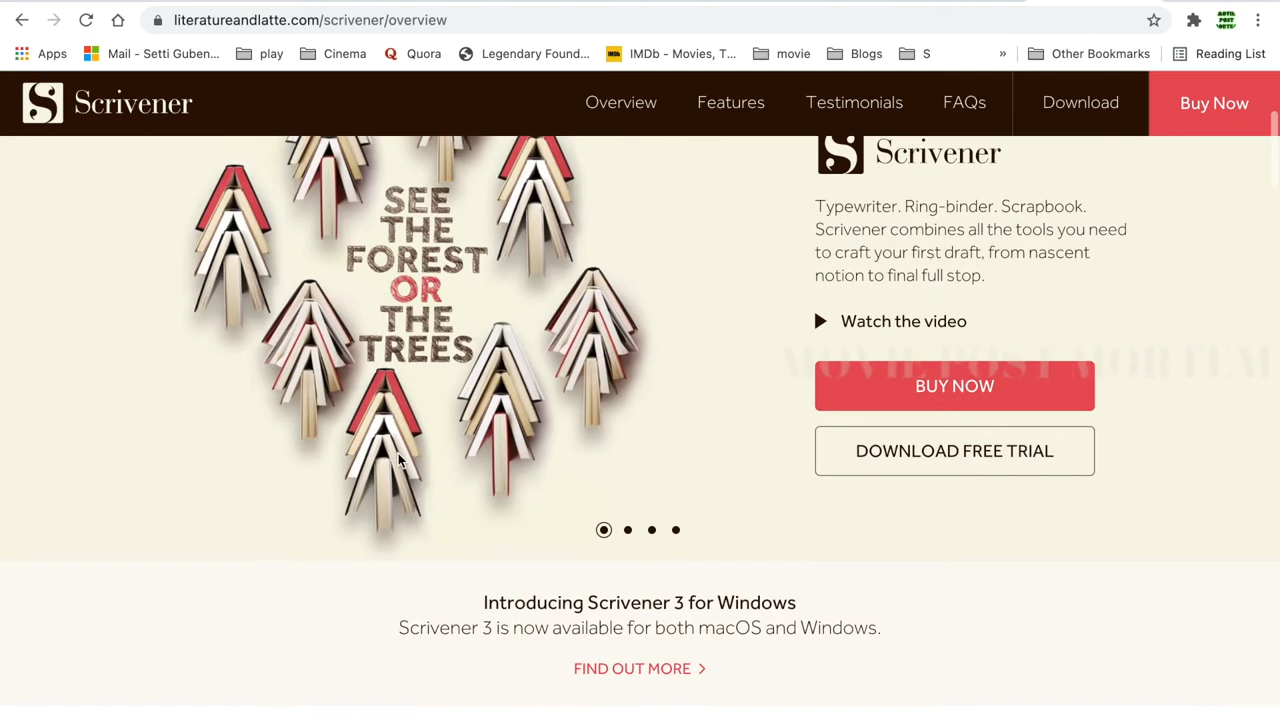 literatureandlatte.com/scrivener/overview
Apps
Mail - Setti Guben...
play
Cinema
Quora
Legendary Found...
IMDb
IMDb - Movies, T...
movie
Blogs
S
»
Other Bookmarks
Reading List
S Scrivener
Overview
Features
Testimonials
FAQs
Download
Buy Now
SEE
THE
FOREST
OR
THE
TREES
S Scrivener
Typewriter. Ring-binder. Scrapbook.
Scrivener combines all the tools you need
to craft your first draft, from nascent
notion to final full stop.
Watch the video
MOVIE POST MORTEM
BUY NOW
DOWNLOAD FREE TRIAL
Introducing Scrivener 3 for Windows
Scrivener 3 is now available for both macOS and Windows.
FIND OUT MORE >